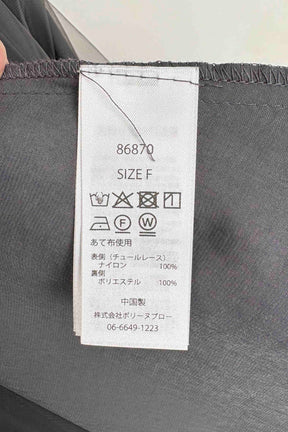 86870
SIZE F
F W
あて布使用
表側（チュールレース）
ナイロン 100%
裏側
ポリエステル 100%
中国製
株式会社ボリーヌブロー
06-6649-1223